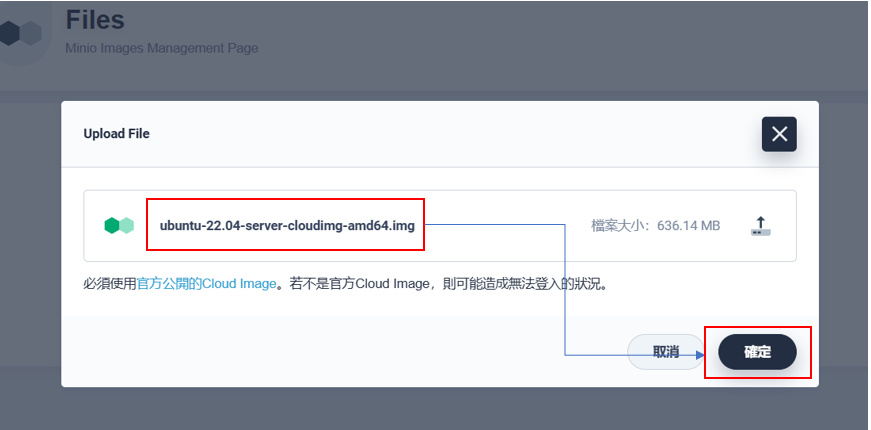 Files
Minio Images Management Page
Upload File
ubuntu-22.04-server-cloudimg-amd64.img
檔案大小：636.14 MB
必須使用官方公開的Cloud Image。若不是官方Cloud Image，則可能造成無法登入的狀況。
取消
確定